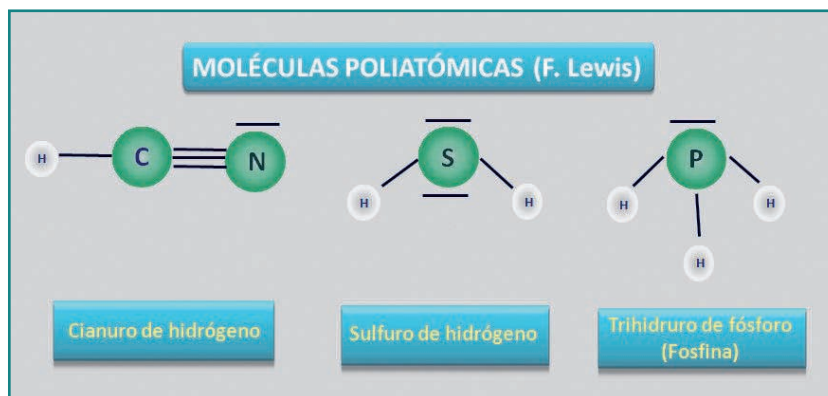 MOLÉCULAS POLIATÓMICAS (F. Lewis)
H C N
H S H
H P H
H
Cianuro de hidrógeno
Sulfuro de hidrógeno
Trihidruro de fósforo
(Fosfina)